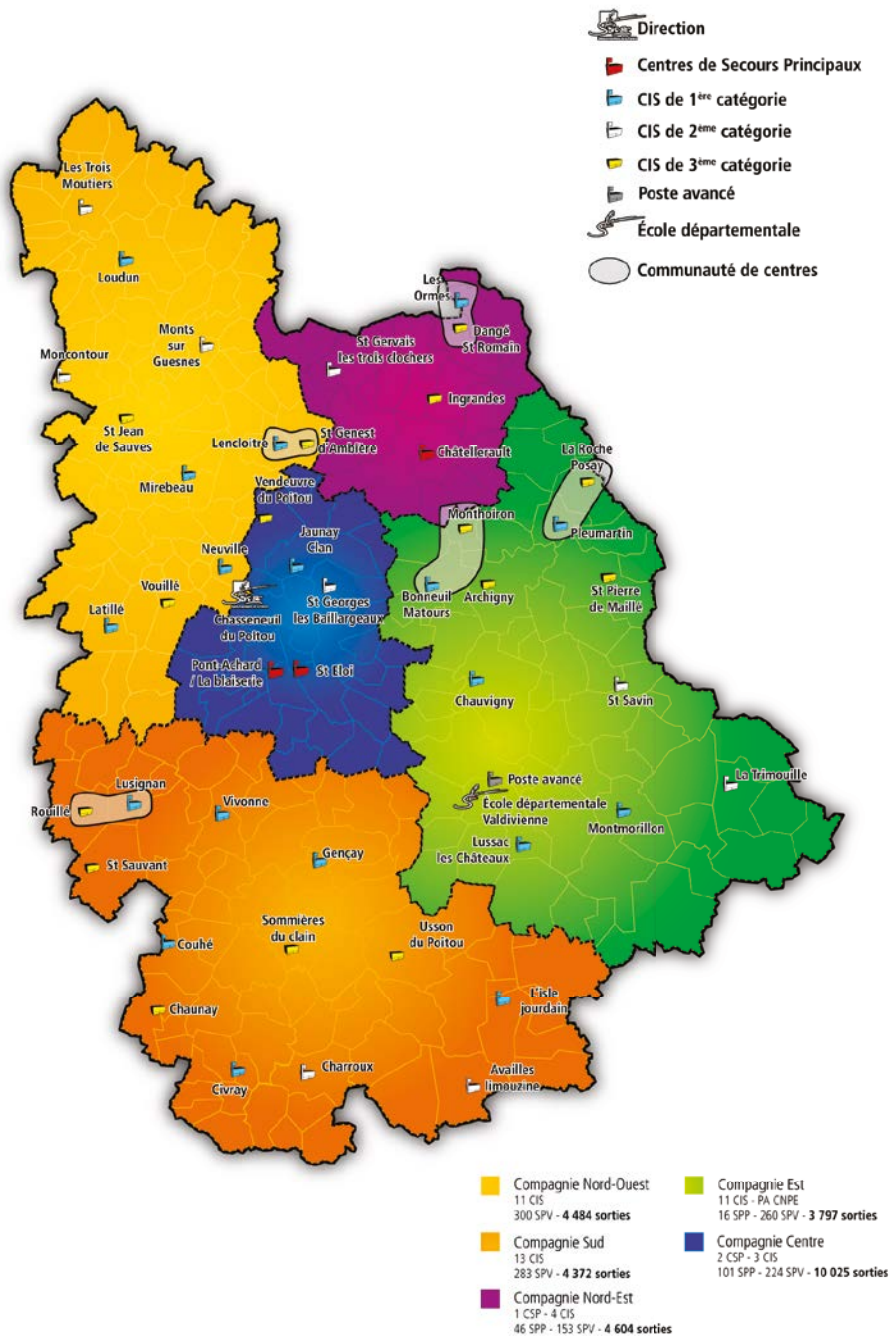 Direction
Centres de Secours Principaux
CIS de 1ère catégorie
CIS de 2ème catégorie
CIS de 3ème catégorie
Poste avancé
École départementale
Communauté de centres
Les Trois
Moutiers
Loudun
Monts
sur
Guesnes
Moncontour
St Jean
de Sauves
Mirebeau
Lencloître
St Genest
d'Ambière
Les
Ormes
Dangé
St Romain
St Gervais
les trois clochers
Ingrandes
Châtellerault
La Roche
Posay
Pleumartin
Monthoiron
Bonneuil
Matours
Archigny
St Pierre
de Maillé
Vendeuvre
du Poitou
Jaunay
Clan
Neuville
Vouillé
Latillé
Chasseneuil
du Poitou
St Georges
les Baillargeaux
Pont-Achard
/ La blaiserie
St Eloi
Chauvigny
St Savin
La Trimouille
Poste avancé
École départementale
Valdivienne
Montmorillon
Lussac
les Châteaux
Rouillé
Lusignan
Vivonne
St Sauvant
Gençay
Sommières
du clain
Usson
du Poitou
Couhé
Chaunay
L'isle
jourdain
Civray
Charroux
Availles
limouzine
Compagnie Nord-Ouest
11 CIS
300 SPV - 4 484 sorties
Compagnie Sud
13 CIS
283 SPV - 4 372 sorties
Compagnie Nord-Est
1 CSP - 4 CIS
46 SPP - 153 SPV - 4 604 sorties
Compagnie Est
11 CIS - PA CNPE
16 SPP - 260 SPV - 3 797 sorties
Compagnie Centre
2 CSP - 3 CIS
101 SPP - 224 SPV - 10 025 sorties